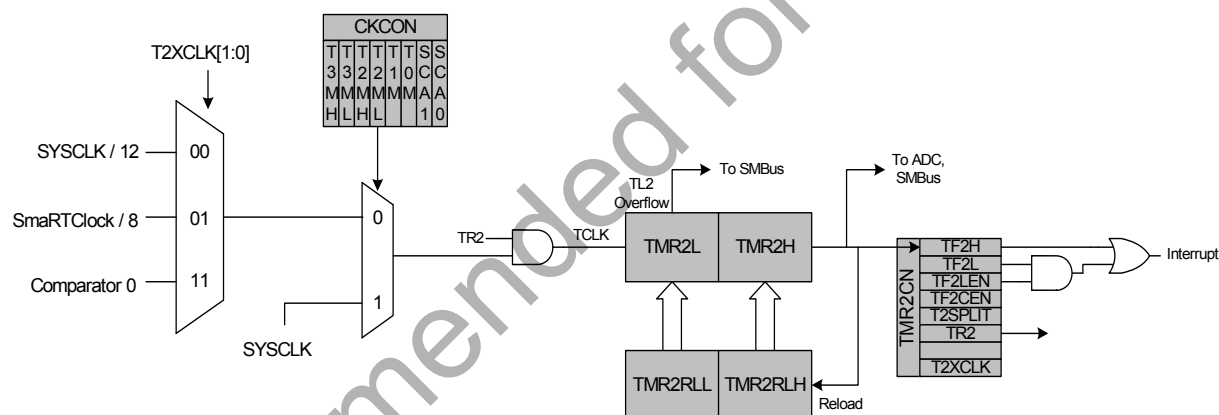 CKCON
T3MH T3ML T2MH T2ML T1M T0M SCA1 SCA0
T2XCLK[1:0]
SYSCLK / 12
00
SmaRTClock / 8
01
Comparator 0
11
0
1
SYSCLK
TR2
TCLK
TL2
Overflow
To SMBus
To ADC,
SMBus
TMR2L
TMR2H
TMR2RLL
TMR2RLH
Reload
TMR2CN
TF2H
TF2L
TF2LEN
TF2CEN
T2SPLIT
TR2
T2XCLK
Interrupt
mended for